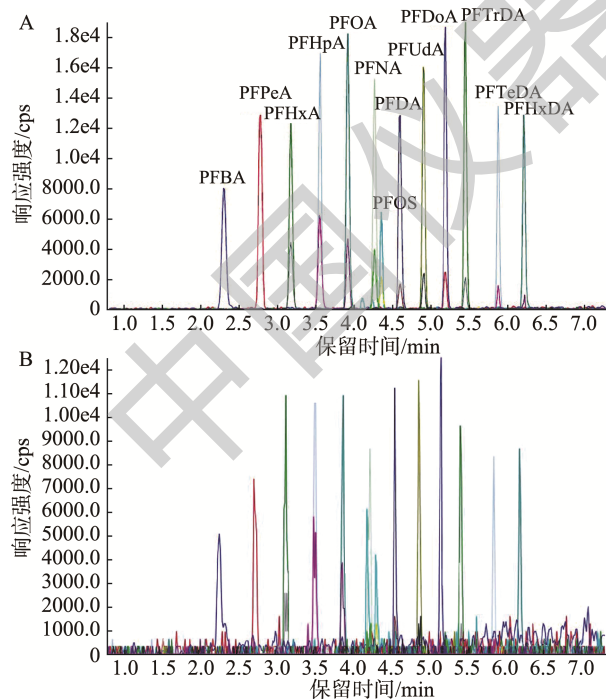 A
PFOA
PFDoA
PFTrDA
1.8e4
PFHpA
PFUdA
1.6e4
PFNA
1.4e4
PFPeA
PFDA
PFTeDA
PFHxA
PFHxDA
1.2e4
1.0e4
PFBA
8000.0
PFOS
6000.0
4000.0
2000.0
0
响应强度/cps
1.0 1.5 2.0 2.5 3.0 3.5 4.0 4.5 5.0 5.5 6.0 6.5 7.0
保留时间/min
B
1.20e4
1.10e4
1.00e4
9000.0
8000.0
7000.0
6000.0
5000.0
4000.0
3000.0
2000.0
1000.0
0
响应强度/cps
1.0 1.5 2.0 2.5 3.0 3.5 4.0 4.5 5.0 5.5 6.0 6.5 7.0
保留时间/min
中国仪器